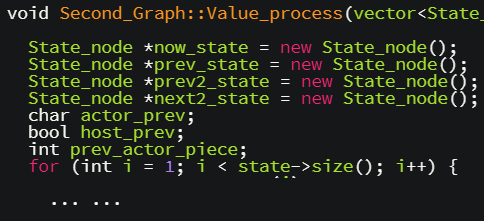 void Second_Graph::Value_process(vector<State_
State_node *now_state = new State_node();
State_node *prev_state = new State_node();
State_node *prev2_state = new State_node();
State_node *next2_state = new State_node();
char actor_prev;
bool host_prev;
int prev_actor_piece;
for (int i = 1; i < state->size(); i++) {
... ...